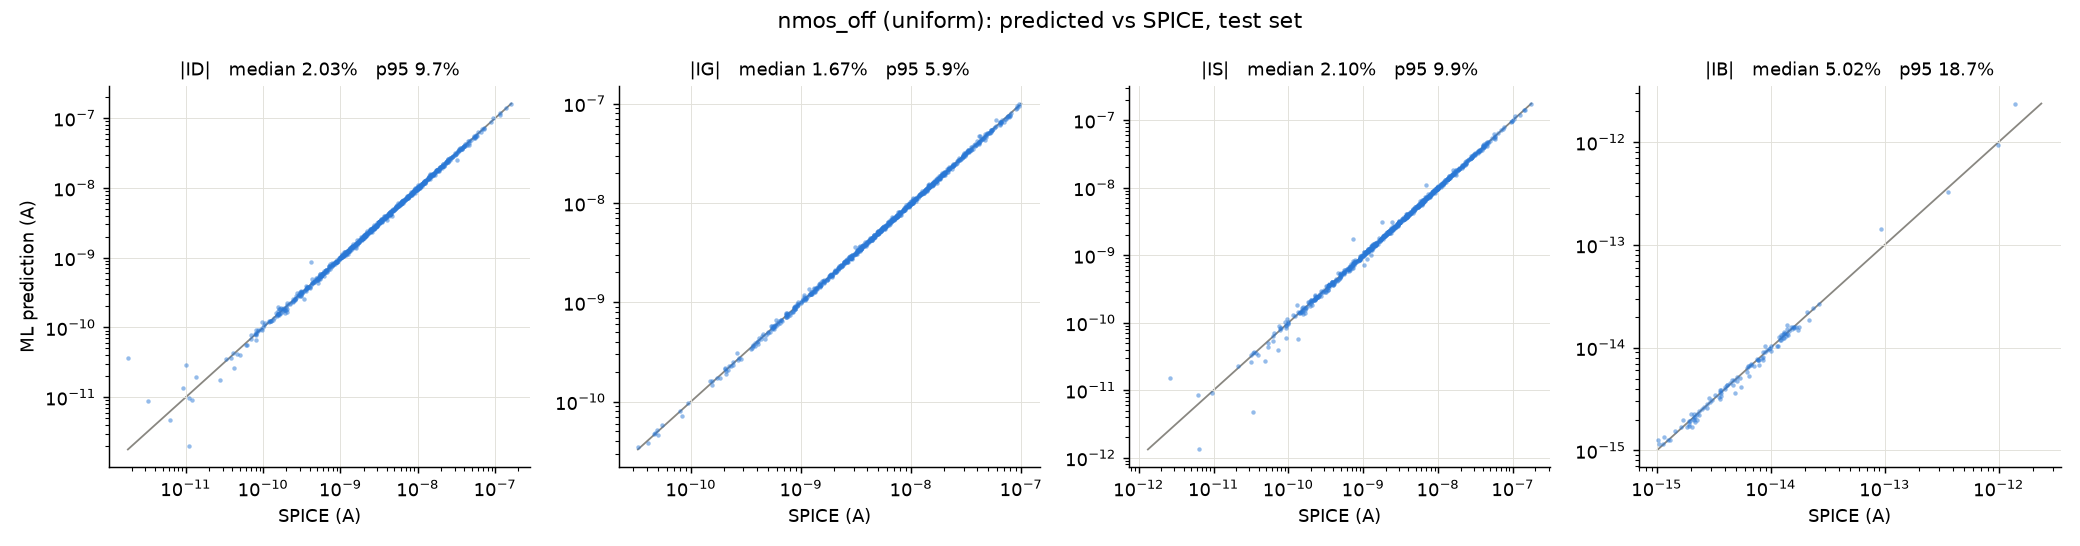 nmos_off (uniform): predicted vs SPICE, test set
|ID| median 2.03% p95 9.7%
ML prediction (A)
10⁻⁷
10⁻⁸
10⁻⁹
10⁻¹⁰
10⁻¹¹
10⁻¹¹ 10⁻¹⁰ 10⁻⁹ 10⁻⁸ 10⁻⁷
SPICE (A)
|IG| median 1.67% p95 5.9%
10⁻⁷
10⁻⁸
10⁻⁹
10⁻¹⁰
10⁻¹⁰ 10⁻⁹ 10⁻⁸ 10⁻⁷
SPICE (A)
|IS| median 2.10% p95 9.9%
10⁻⁷
10⁻⁸
10⁻⁹
10⁻¹⁰
10⁻¹¹
10⁻¹²
10⁻¹² 10⁻¹¹ 10⁻¹⁰ 10⁻⁹ 10⁻⁸ 10⁻⁷
SPICE (A)
|IB| median 5.02% p95 18.7%
10⁻¹²
10⁻¹³
10⁻¹⁴
10⁻¹⁵
10⁻¹⁵ 10⁻¹⁴ 10⁻¹³ 10⁻¹²
SPICE (A)